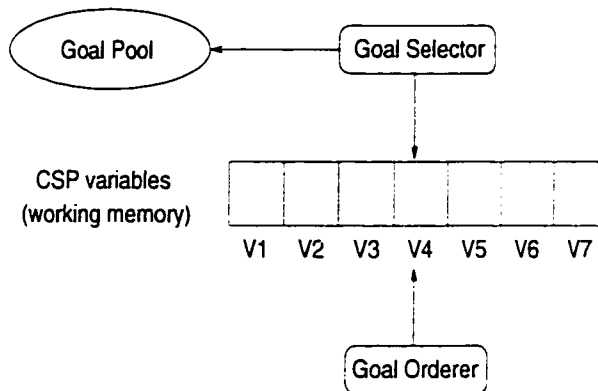 Goal Pool
Goal Selector
CSP variables
(working memory)
V1 V2 V3 V4 V5 V6 V7
Goal Orderer